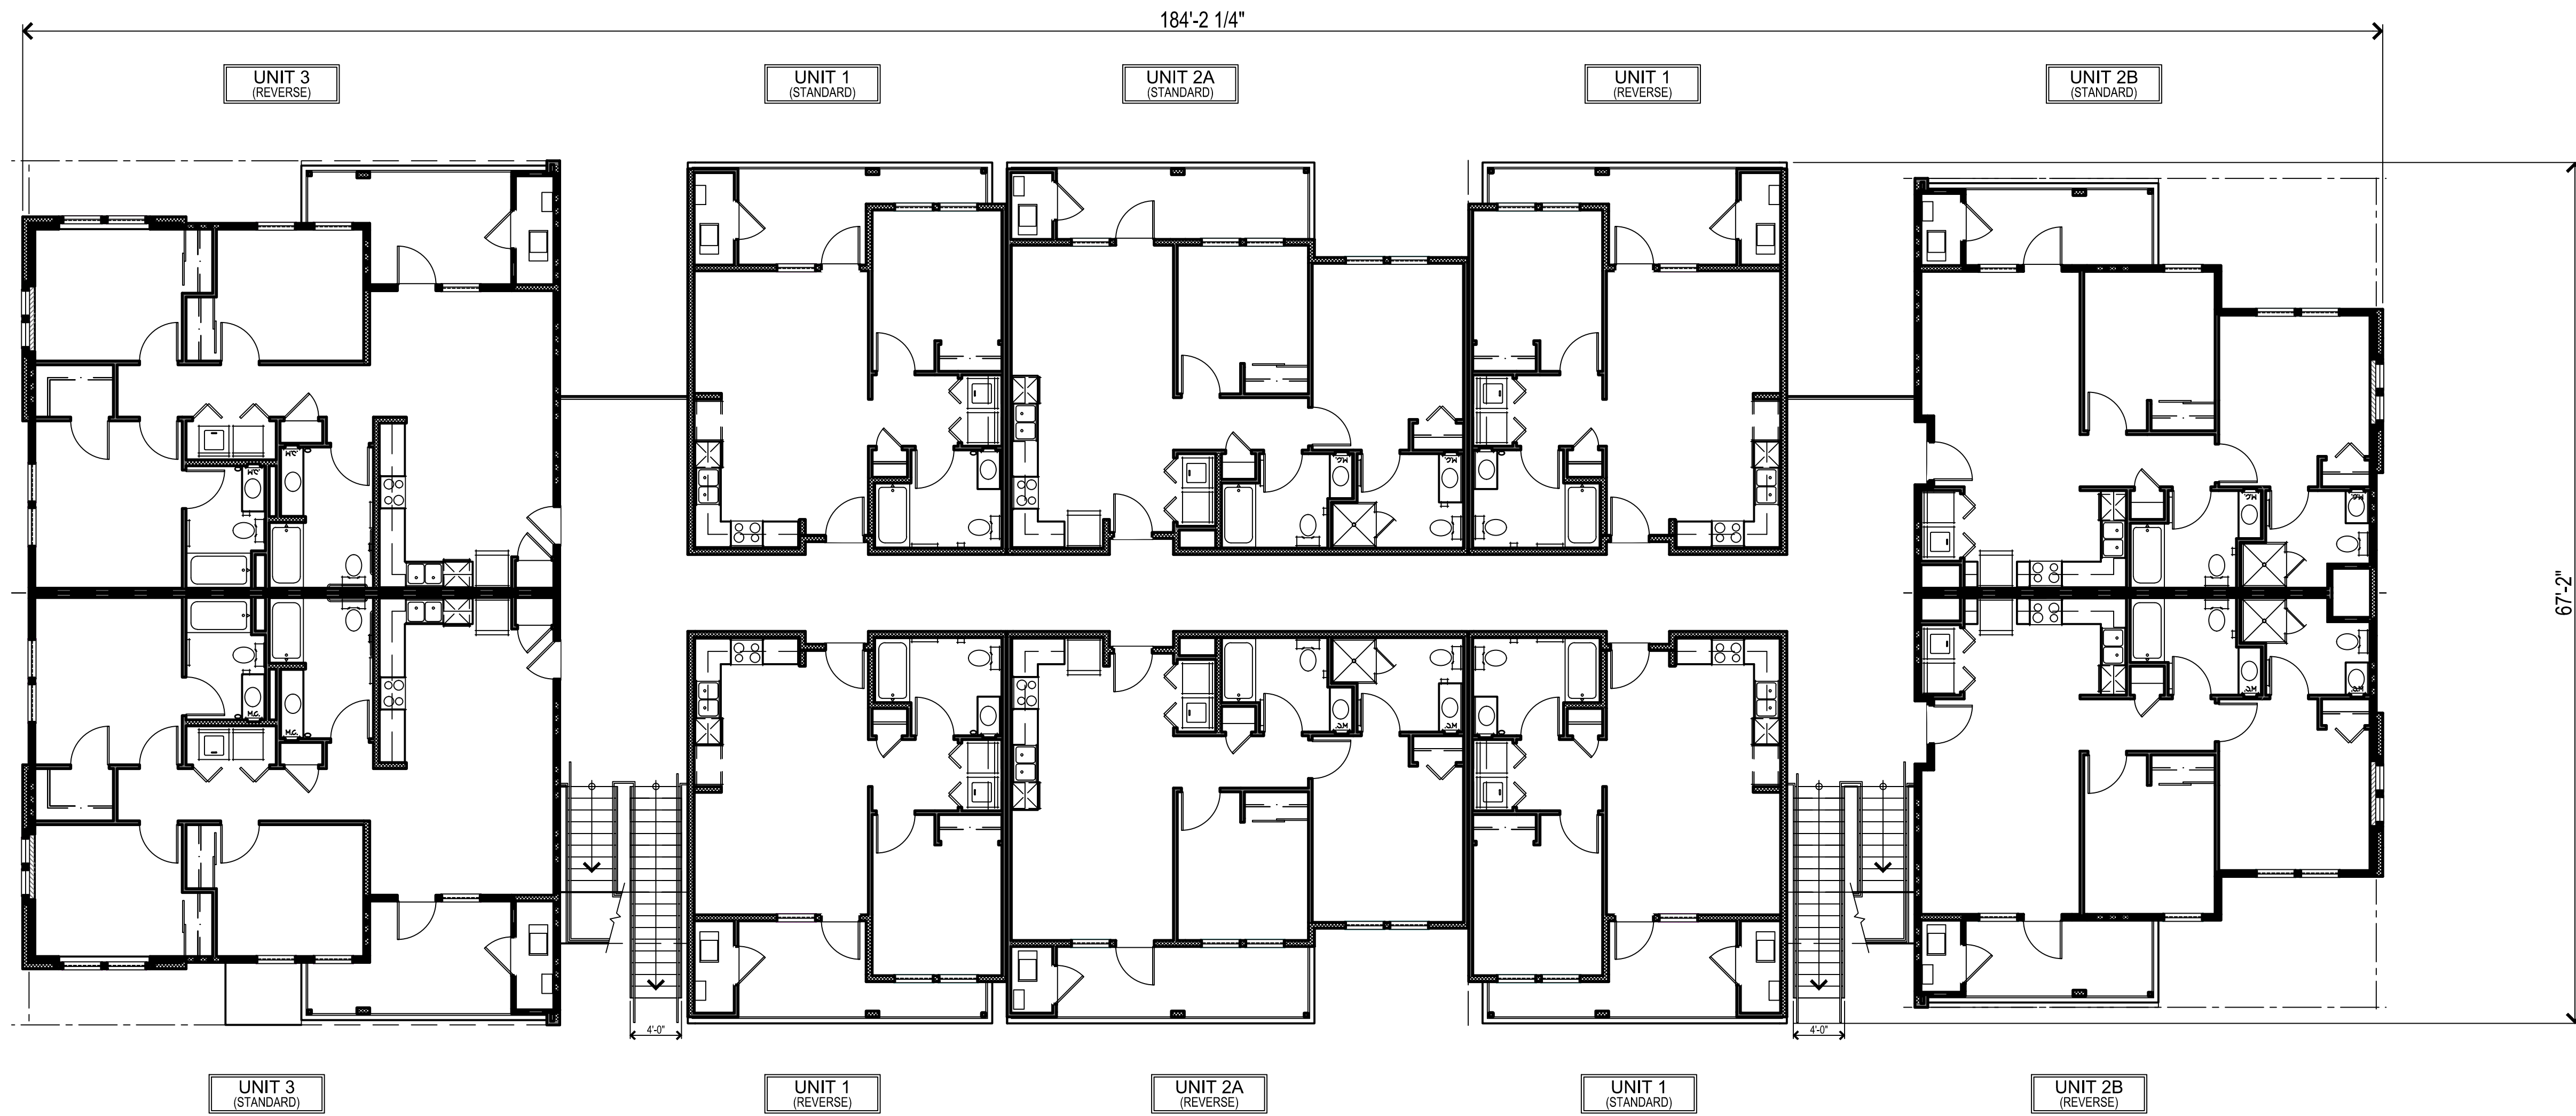 184'-2 1/4"
UNIT 3
(REVERSE)
UNIT 1
(STANDARD)
UNIT 2A
(STANDARD)
UNIT 1
(REVERSE)
UNIT 2B
(STANDARD)
67'-2"
M.C.
M.C.
4'-0"
4'-0"
UNIT 3
(STANDARD)
UNIT 1
(REVERSE)
UNIT 2A
(REVERSE)
UNIT 1
(STANDARD)
UNIT 2B
(REVERSE)